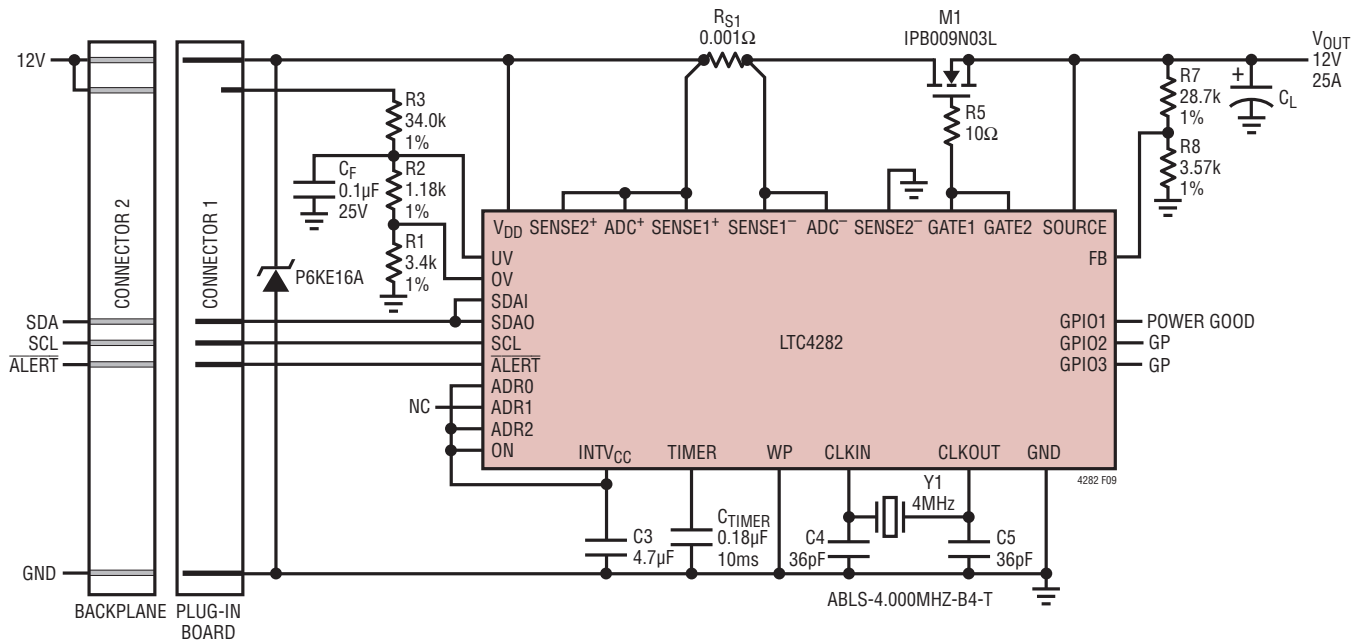 12V
SDA
SCL
ALERT
GND
BACKPLANE
CONNECTOR 2
CONNECTOR 1
PLUG-IN
BOARD
P6KE16A
R3
34.0k
1%
CF
0.1µF
25V
R2
1.18k
1%
R1
3.4k
1%
RS1
0.001Ω
M1
IPB009N03L
R5
10Ω
VOUT
12V
25A
R7
28.7k
1%
+
CL
R8
3.57k
1%
VDD SENSE2+ ADC+ SENSE1+ SENSE1− ADC− SENSE2− GATE1 GATE2 SOURCE
UV
OV
SDAI
SDAO
SCL
ALERT
ADR0
NC
ADR1
ADR2
ON
LTC4282
FB
GPIO1 POWER GOOD
GPIO2 GP
GPIO3 GP
INTVCC TIMER WP CLKIN CLKOUT GND
4282 F09
C3
4.7µF
CTIMER
0.18µF
10ms
C4
36pF
Y1
4MHz
C5
36pF
ABLS-4.000MHZ-B4-T